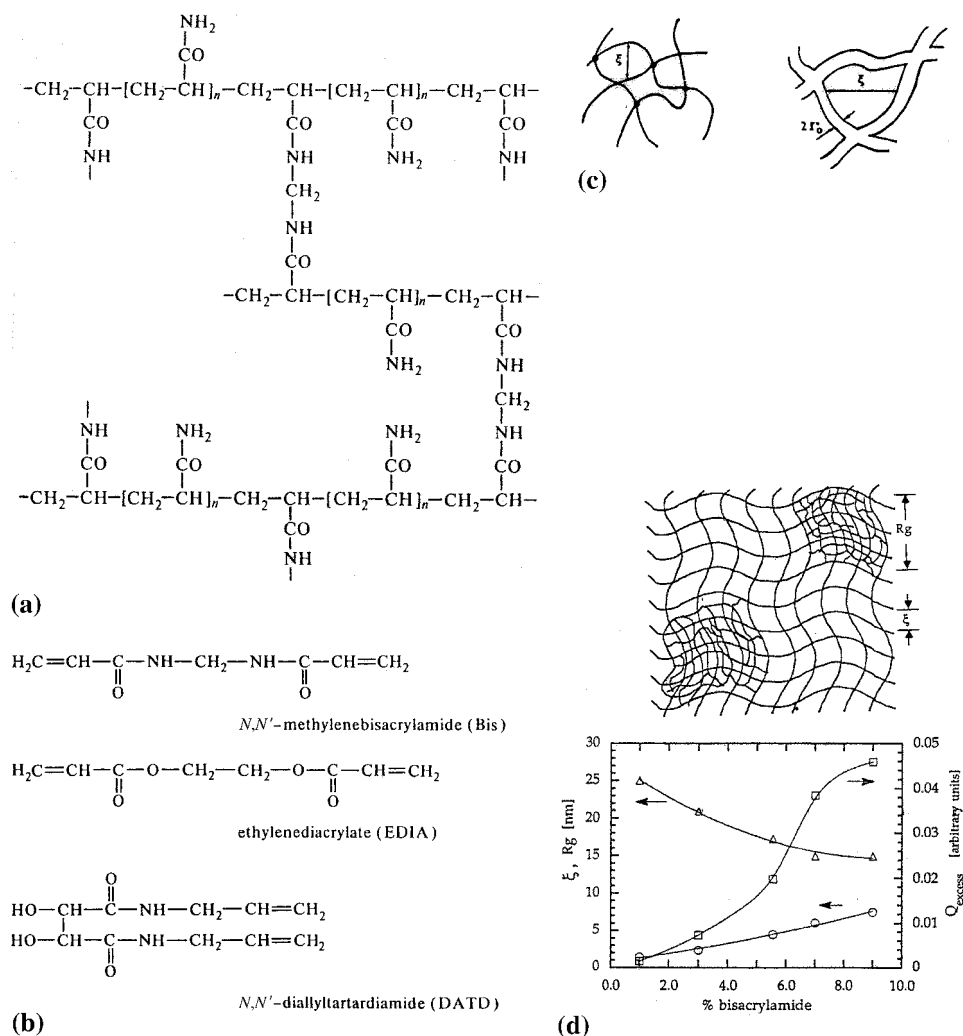 NH₂
CO
—CH₂—CH—[CH₂—CH]ₙ—CH₂—CH—[CH₂—CH]ₙ—CH₂—CH—
CO CO CO CO
NH NH NH₂ NH
CH₂
NH
CO
—CH₂—CH—[CH₂—CH]ₙ—CH₂—CH—
CO CO
NH₂ NH
CH₂
NH NH₂ NH₂ NH
CO CO CO CO
—CH₂—CH—[CH₂—CH]ₙ—CH₂—CH—[CH₂—CH]ₙ—CH₂—CH—
CO
NH
(a)
H₂C=CH—C—NH—CH₂—NH—C—CH=CH₂
O O
N,N′-methylenebisacrylamide (Bis)
H₂C=CH—C—O—CH₂—CH₂—O—C—CH=CH₂
O O
ethylenediacrylate (EDIA)
O
HO—CH—C—NH—CH₂—CH=CH₂
HO—CH—C—NH—CH₂—CH=CH₂
O
N,N′-diallyltartardiamide (DATD)
(b)
ξ
ξ
2r₀
(c)
Rg
ξ
30
25
20
15
10
5
0
ξ, Rg [nm]
0.05
0.04
0.03
0.02
0.01
0
Qexcess [arbitrary units]
0.0 2.0 4.0 6.0 8.0 10.0
% bisacrylamide
(d)